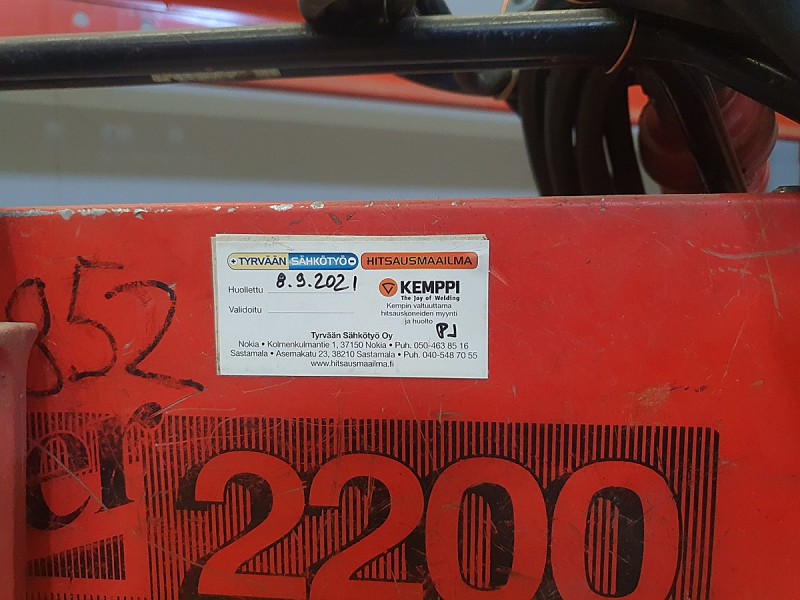 852
+ TYRVÄÄN SÄHKÖTYÖ -
HITSAUSMAAILMA
Huollettu 8.9.2021
Validoitu
KEMPPI
The Joy of Welding
Kempin valtuuttama
hitsauskoneiden myynti
ja huolto
PJ
Tyrvään Sähkötyö Oy
Nokia • Kolmenkulmantie 1, 37150 Nokia • Puh. 050-463 85 16
Sastamala • Asemakatu 23, 38210 Sastamala • Puh. 040-548 70 55
www.hitsausmaailma.fi
er
2200